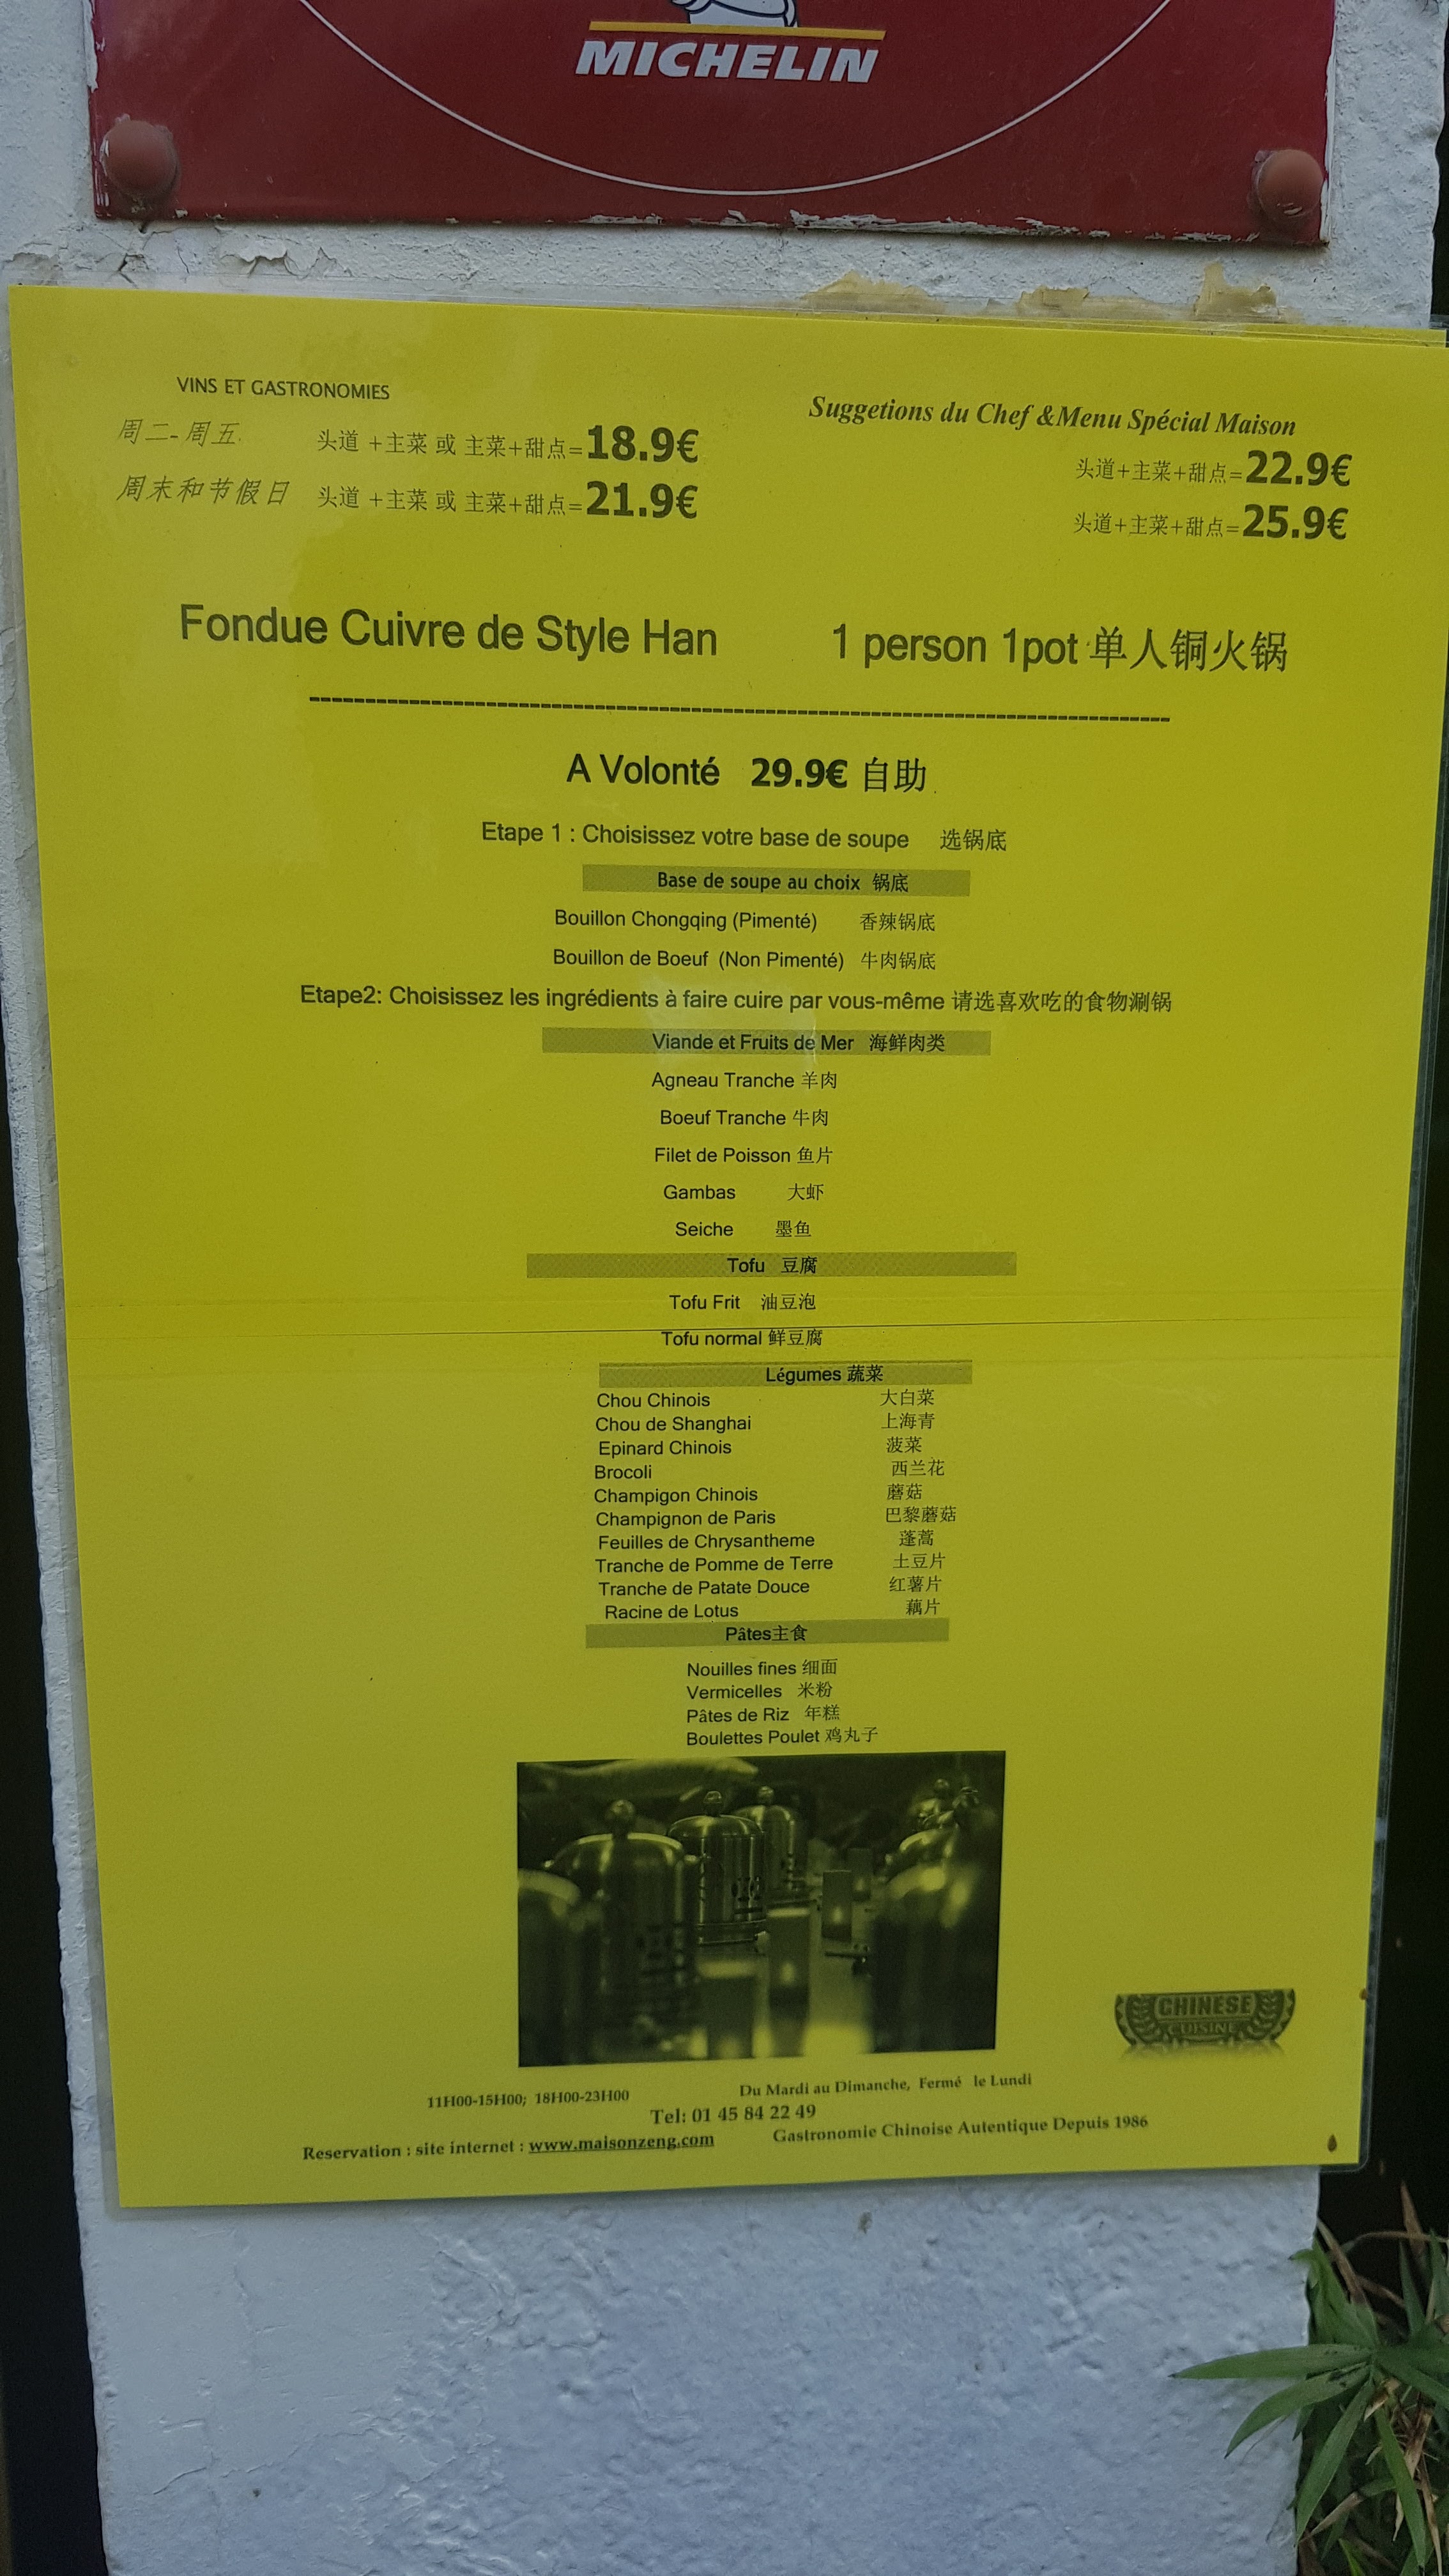 MICHELIN
VINS ET GASTRONOMIES
Suggetions du Chef &Menu Spécial Maison
周二-周五 头道 +主菜 或 主菜+甜点=18.9€ 头道+主菜+甜点=22.9€
周末和节假日 头道 +主菜 或 主菜+甜点=21.9€ 头道+主菜+甜点=25.9€
Fondue Cuivre de Style Han 1 person 1pot 单人铜火锅
A Volonté 29.9€ 自助
Etape 1 : Choisissez votre base de soupe 选锅底
Base de soupe au choix 锅底
Bouillon Chongqing (Pimenté) 香辣锅底
Bouillon de Boeuf (Non Pimenté) 牛肉锅底
Etape2: Choisissez les ingrédients à faire cuire par vous-même 请选喜欢吃的食物涮锅
Viande et Fruits de Mer 海鲜肉类
Agneau Tranche 羊肉
Boeuf Tranche 牛肉
Filet de Poisson 鱼片
Gambas 大虾
Seiche 墨鱼
Tofu 豆腐
Tofu Frit 油豆泡
Tofu normal 鲜豆腐
Légumes 蔬菜
Chou Chinois 大白菜
Chou de Shanghai 上海青
Epinard Chinois 菠菜
Brocoli 西兰花
Champigon Chinois 蘑菇
Champignon de Paris 巴黎蘑菇
Feuilles de Chrysantheme 蓬蒿
Tranche de Pomme de Terre 土豆片
Tranche de Patate Douce 红薯片
Racine de Lotus 藕片
Pâtes主食
Nouilles fines 细面
Vermicelles 米粉
Pâtes de Riz 年糕
Boulettes Poulet 鸡丸子
CHINESE
CUISINE
11H00-15H00; 18H00-23H00 Du Mardi au Dimanche, Fermé le Lundi
Tel: 01 45 84 22 49
Reservation : site internet : www.maisonzeng.com Gastronomie Chinoise Autentique Depuis 1986